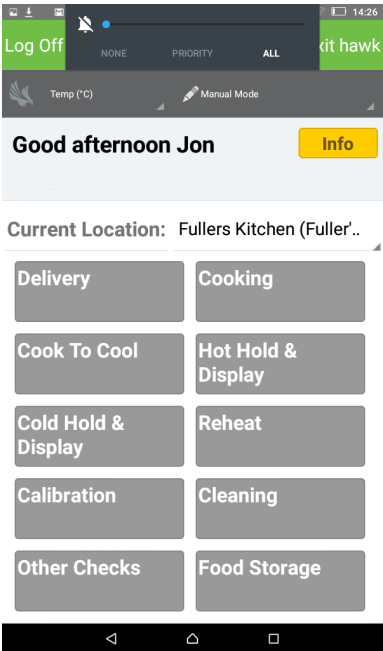 14:26
Log Off
xit hawk
NONE
PRIORITY
ALL
Temp (°C)
Manual Mode
Good afternoon Jon
Info
Current Location:
Fullers Kitchen (Fuller'..
Delivery
Cooking
Cook To Cool
Hot Hold &
Display
Cold Hold &
Display
Reheat
Calibration
Cleaning
Other Checks
Food Storage